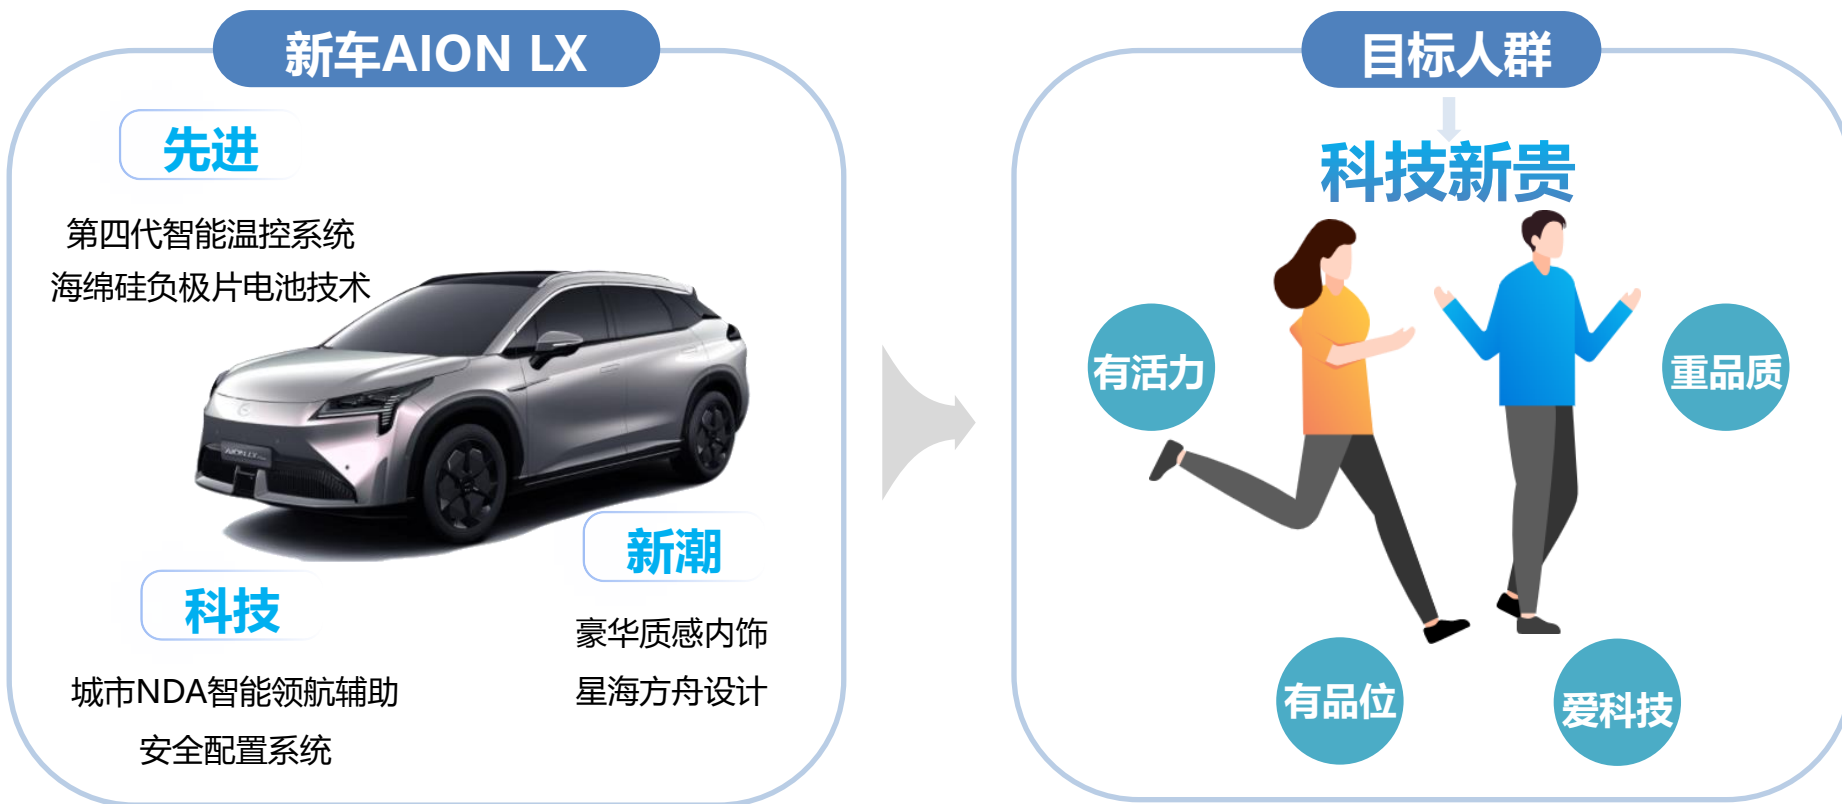 新车AION LX
先进
第四代智能温控系统
海绵硅负极片电池技术
AION LX
科技
城市NDA智能领航辅助
安全配置系统
新潮
豪华质感内饰
星海方舟设计
目标人群
科技新贵
有活力
重品质
有品位
爱科技